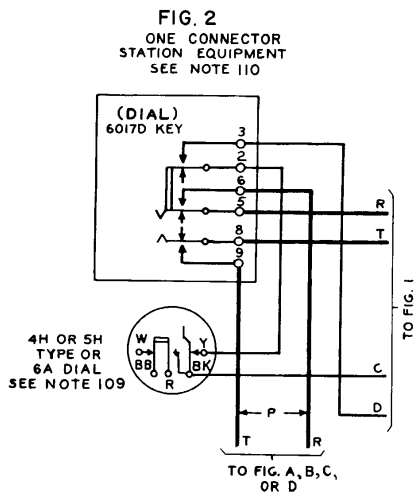 FIG. 2
ONE CONNECTOR
STATION EQUIPMENT
SEE NOTE 110
(DIAL)
6017D KEY
3
2
6
5
8
9
R
T
TO FIG. 1
4H OR 5H
TYPE OR
6A DIAL
SEE NOTE 109
W
Y
BB
R
BK
C
P
D
T
R
TO FIG. A, B, C,
OR D